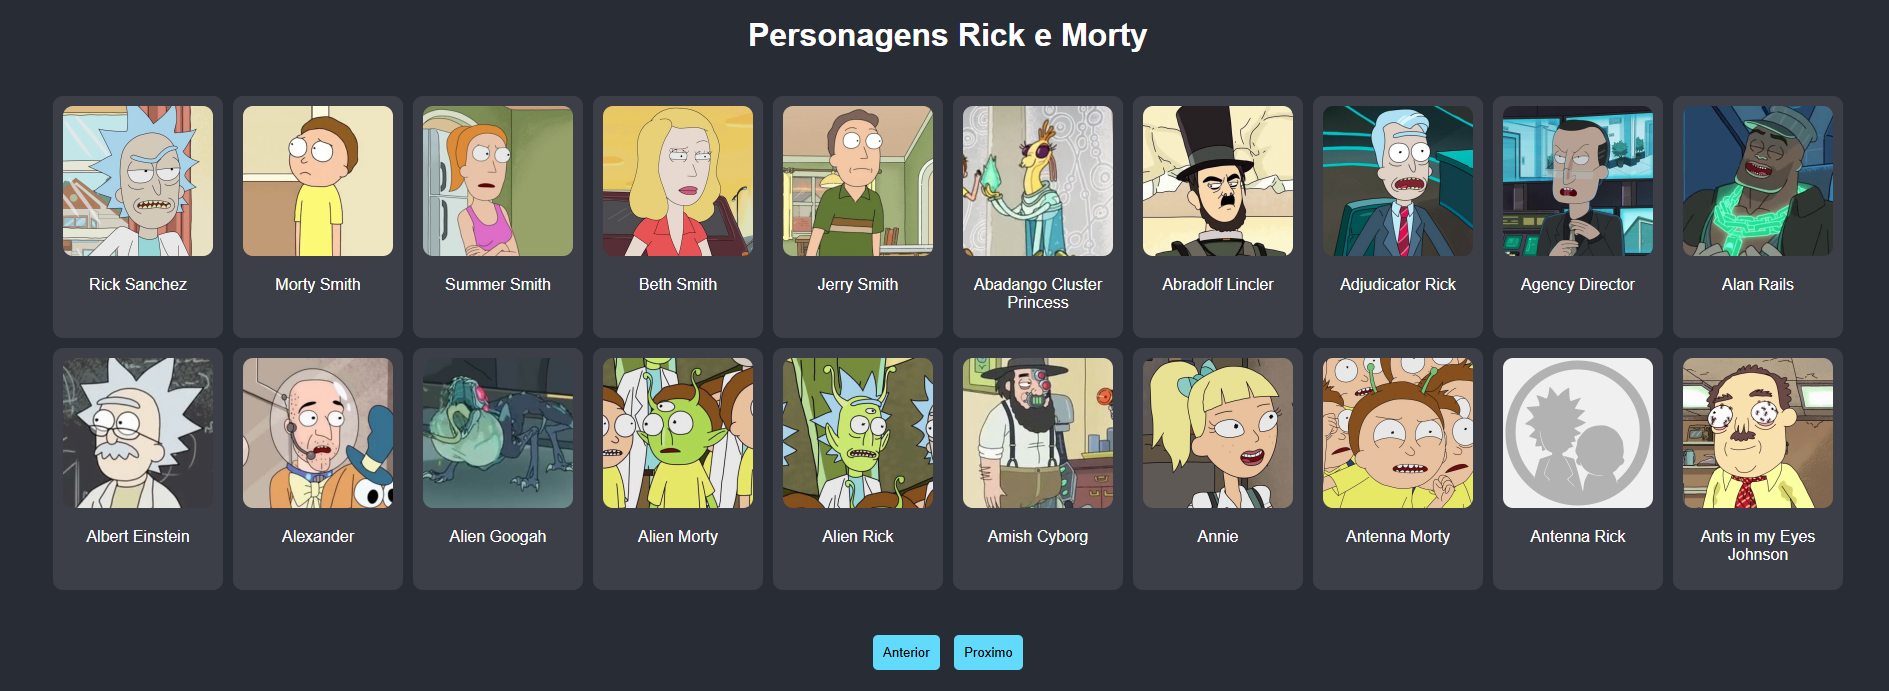 Personagens Rick e Morty
Rick Sanchez
Morty Smith
Summer Smith
Beth Smith
Jerry Smith
Abadango Cluster
Princess
Abradolf Lincler
Adjudicator Rick
Agency Director
Alan Rails
Albert Einstein
Alexander
Alien Googah
Alien Morty
Alien Rick
Amish Cyborg
Annie
Antenna Morty
Antenna Rick
Ants in my Eyes
Johnson
Anterior
Proximo